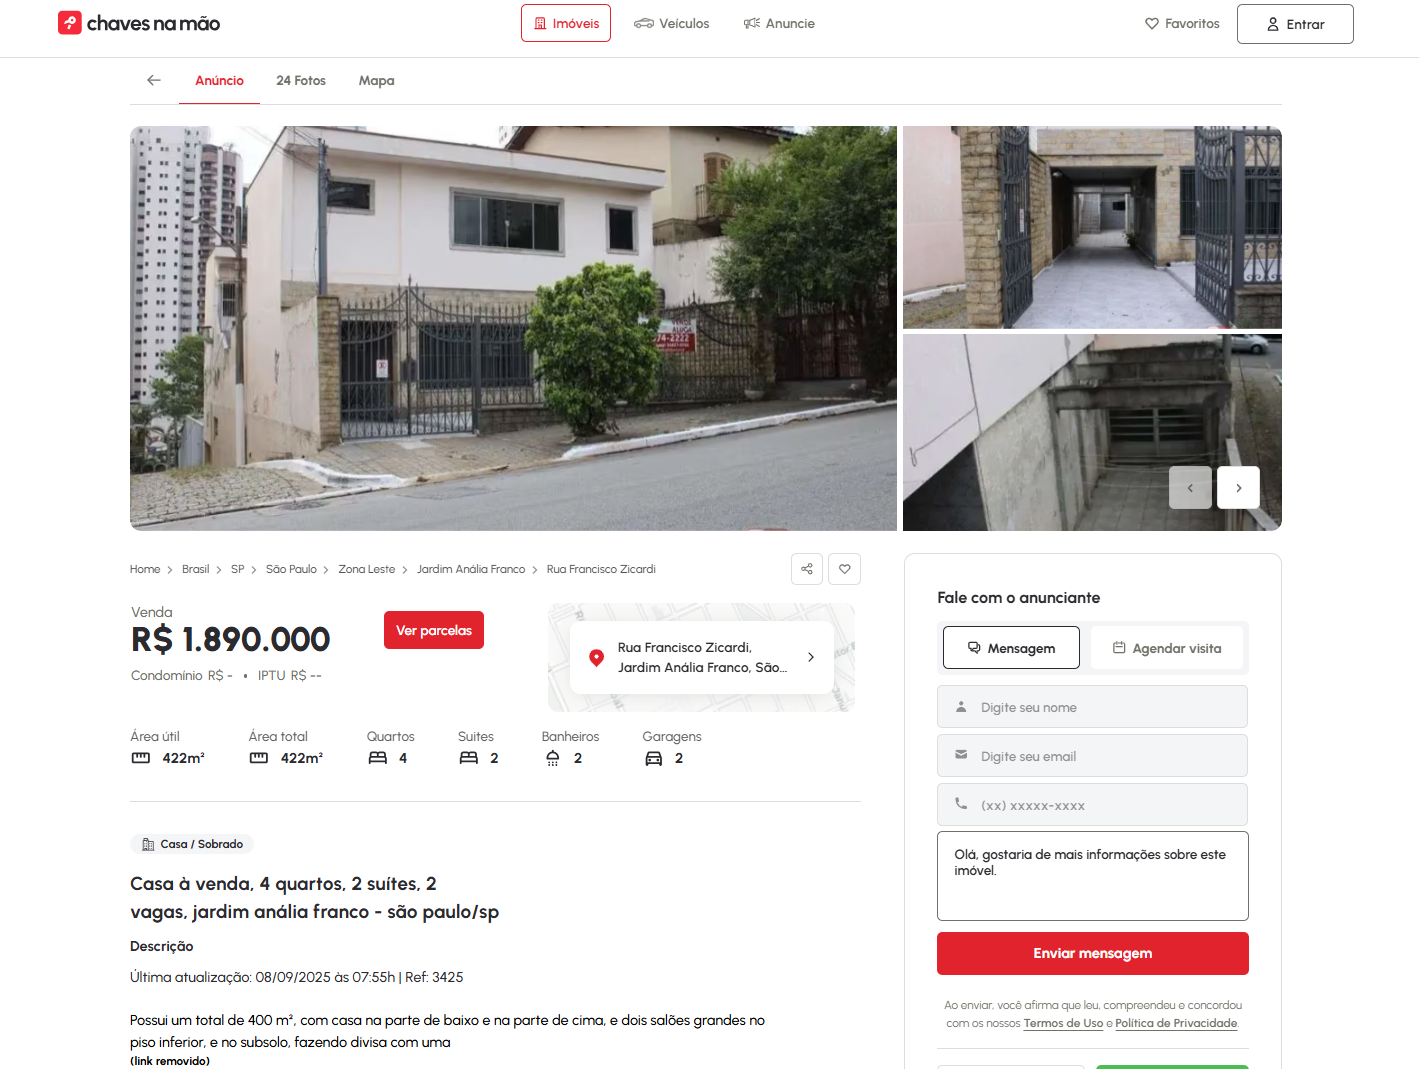 chaves na mão
Imóveis
Veículos
Anuncie
Favoritos
Entrar
Anúncio
24 Fotos
Mapa
74-2222
Home > Brasil > SP > São Paulo > Zona Leste > Jardim Anália Franco > Rua Francisco Zicardi
Venda
R$ 1.890.000
Ver parcelas
Condomínio R$ - • IPTU R$ --
Rua Francisco Zicardi,
Jardim Anália Franco, São...
Área útil
422m²
Área total
422m²
Quartos
4
Suites
2
Banheiros
2
Garagens
2
Casa / Sobrado
Casa à venda, 4 quartos, 2 suítes, 2
vagas, jardim anália franco - são paulo/sp
Descrição
Última atualização: 08/09/2025 às 07:55h | Ref: 3425
Possui um total de 400 m², com casa na parte de baixo e na parte de cima, e dois salões grandes no
piso inferior, e no subsolo, fazendo divisa com uma
(link removido)
Fale com o anunciante
Mensagem
Agendar visita
Digite seu nome
Digite seu email
(xx) xxxxx-xxxx
Olá, gostaria de mais informações sobre este
imóvel.
Enviar mensagem
Ao enviar, você afirma que leu, compreendeu e concordou
com os nossos Termos de Uso e Política de Privacidade.